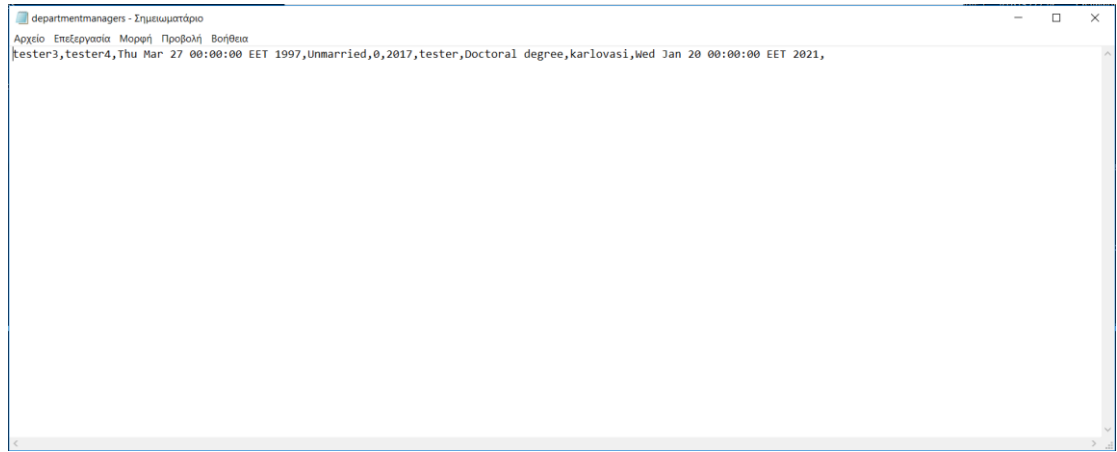 departmentmanagers - Σημειωματάριο
Αρχείο Επεξεργασία Μορφή Προβολή Βοήθεια
tester3,tester4,Thu Mar 27 00:00:00 EET 1997,Unmarried,0,2017,tester,Doctoral degree,karlovasi,Wed Jan 20 00:00:00 EET 2021,